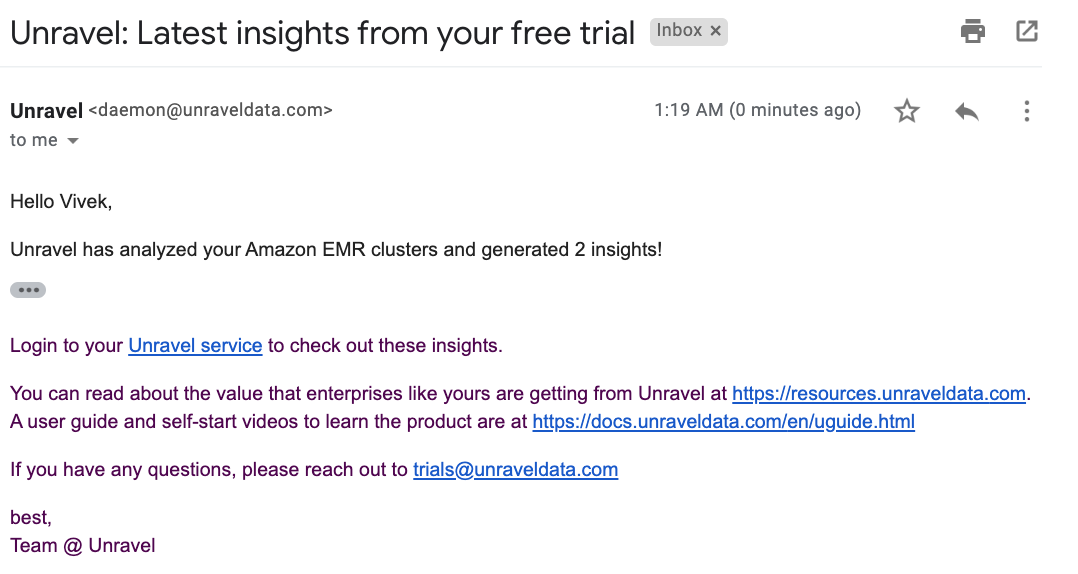 Unravel: Latest insights from your free trial Inbox ×
Unravel <daemon@unraveldata.com> 1:19 AM (0 minutes ago)
to me
Hello Vivek,
Unravel has analyzed your Amazon EMR clusters and generated 2 insights!
•••
Login to your Unravel service to check out these insights.
You can read about the value that enterprises like yours are getting from Unravel at https://resources.unraveldata.com.
A user guide and self-start videos to learn the product are at https://docs.unraveldata.com/en/uguide.html
If you have any questions, please reach out to trials@unraveldata.com
best,
Team @ Unravel